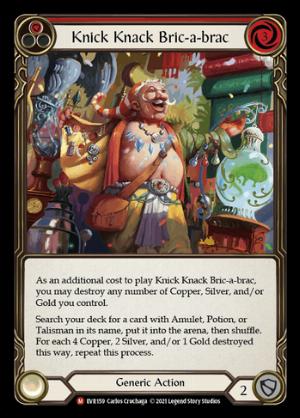 Knick Knack Bric-a-brac
3
As an additional cost to play Knick Knack Bric-a-brac,
you may destroy any number of Copper, Silver, and/or
Gold you control.
Search your deck for a card with Amulet, Potion, or
Talisman in its name, put it into the arena, then shuffle.
For each 4 Copper, 2 Silver, and/or 1 Gold destroyed
this way, repeat this process.
Generic Action
2
M EVR159 Carlos Cruchaga © 2021 Legend Story Studios